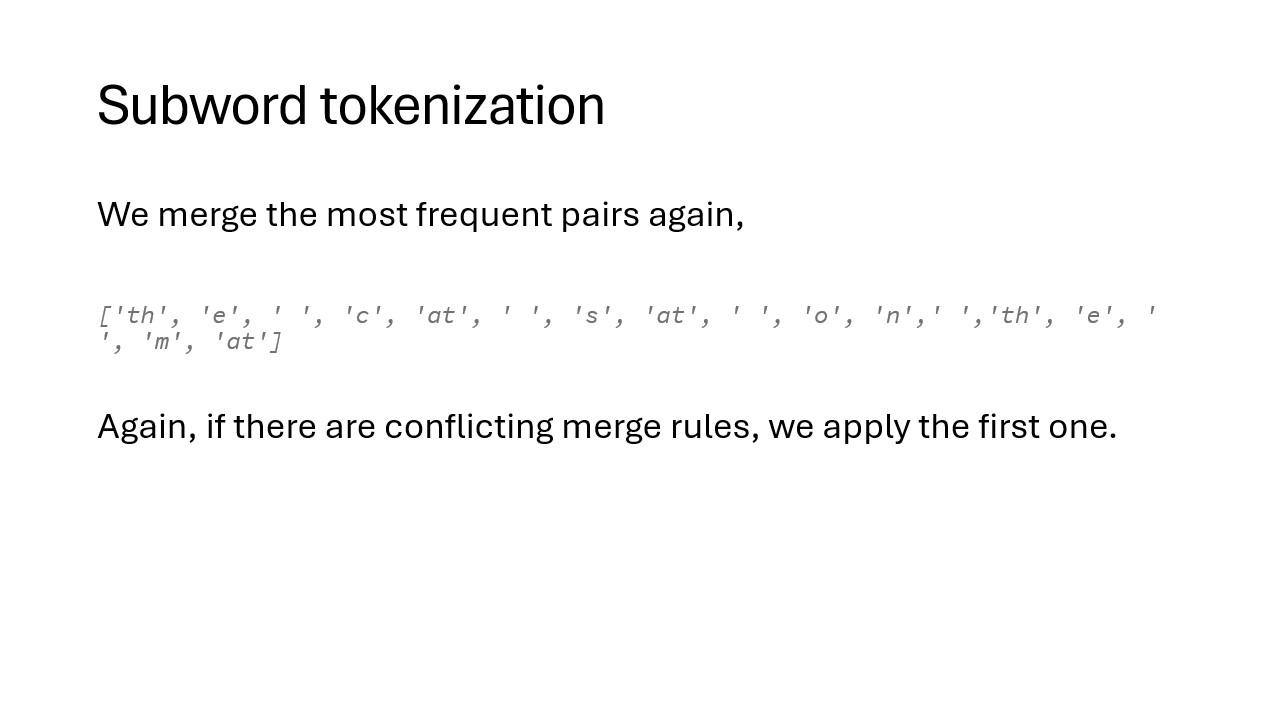 Subword tokenization
We merge the most frequent pairs again,
['th', 'e', ' ', 'c', 'at', ' ', 's', 'at', ' ', 'o', 'n',' ','th', 'e', '
', 'm', 'at']
Again, if there are conflicting merge rules, we apply the first one.